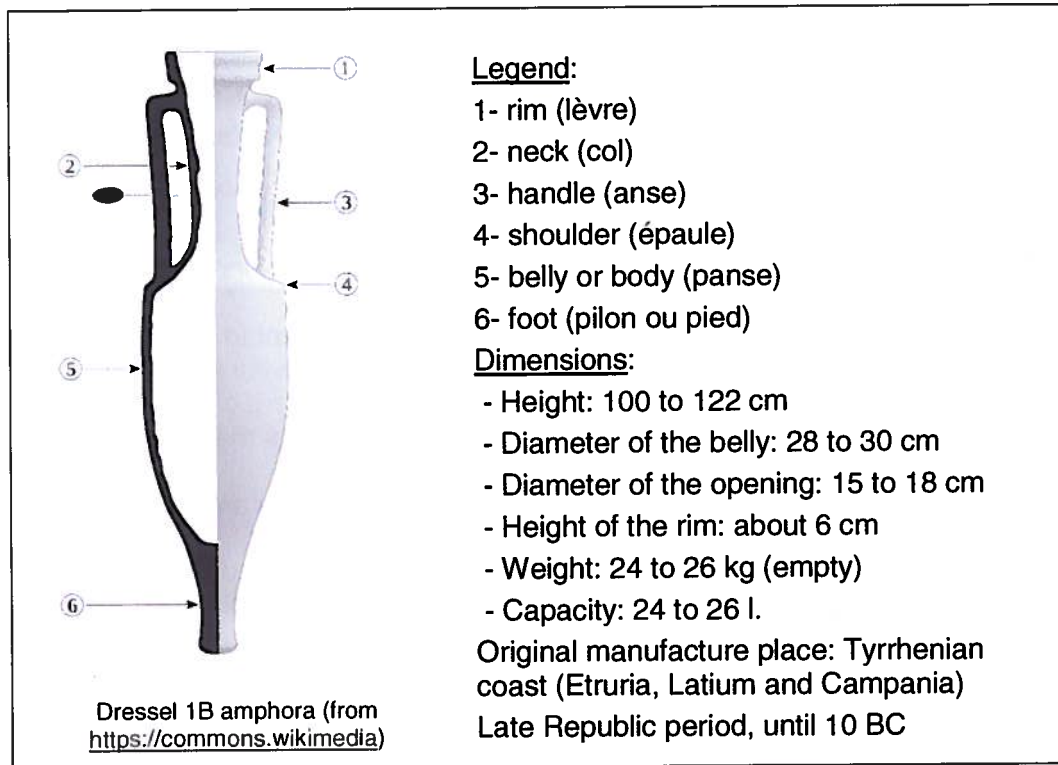 1
2
3
4
5
6
Dressel 1B amphora (from
https://commons.wikimedia)
Legend:
1- rim (lèvre)
2- neck (col)
3- handle (anse)
4- shoulder (épaule)
5- belly or body (panse)
6- foot (pilon ou pied)
Dimensions:
- Height: 100 to 122 cm
- Diameter of the belly: 28 to 30 cm
- Diameter of the opening: 15 to 18 cm
- Height of the rim: about 6 cm
- Weight: 24 to 26 kg (empty)
- Capacity: 24 to 26 l.
Original manufacture place: Tyrrhenian
coast (Etruria, Latium and Campania)
Late Republic period, until 10 BC